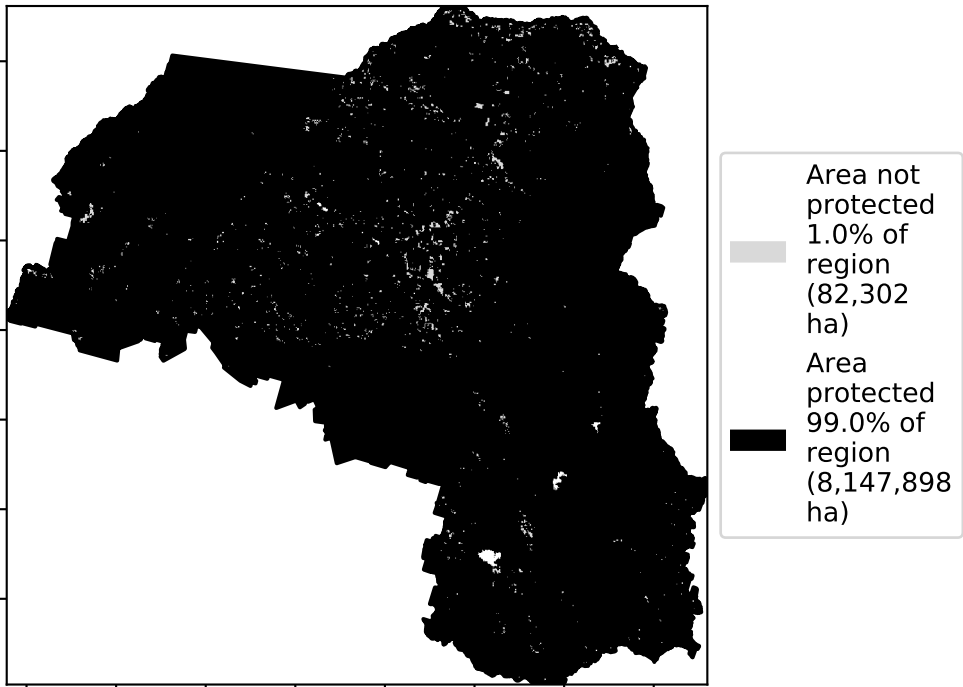 Area not
protected
1.0% of
region
(82,302
ha)
Area
protected
99.0% of
region
(8,147,898
ha)